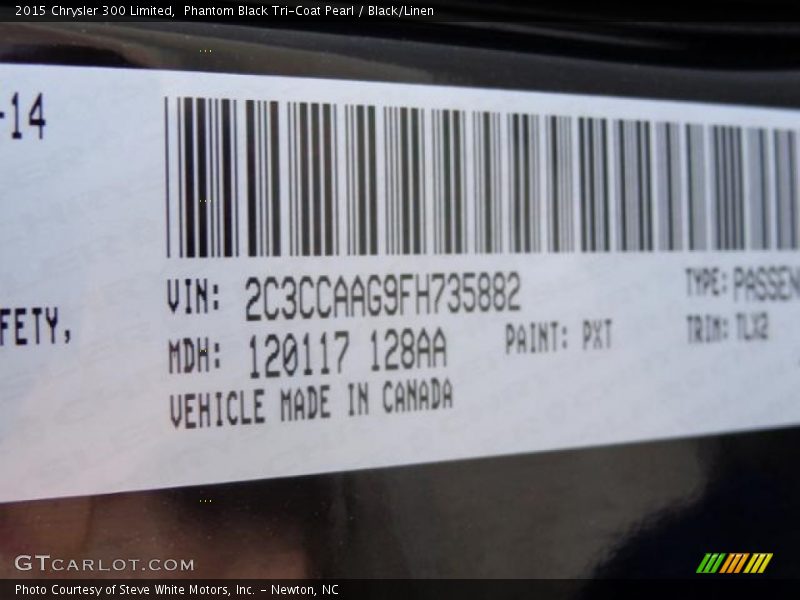 2015 Chrysler 300 Limited, Phantom Black Tri-Coat Pearl / Black/Linen
-14
FETY,
VIN: 2C3CCAAG9FH735882
TYPE: PASSEN
MDH: 120117 128AA
PAINT: PXT
TRIM: TLX2
VEHICLE MADE IN CANADA
GTCARLOT.COM
Photo Courtesy of Steve White Motors, Inc. – Newton, NC